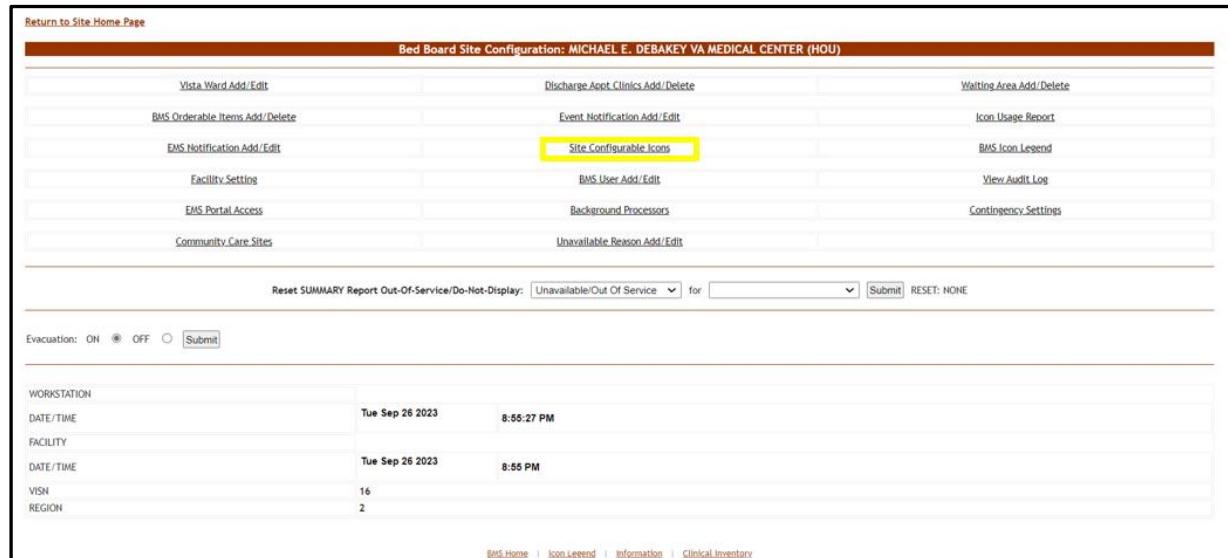 Return to Site Home Page
Bed Board Site Configuration: MICHAEL E. DEBAKEY VA MEDICAL CENTER (HOU)
Vista Ward Add/Edit Discharge Appt Clinics Add/Delete Waiting Area Add/Delete
BMS Orderable Items Add/Delete Event Notification Add/Edit Icon Usage Report
EMS Notification Add/Edit Site Configurable Icons BMS Icon Legend
Facility Setting BMS User Add/Edit View Audit Log
EMS Portal Access Background Processors Contingency Settings
Community Care Sites Unavailable Reason Add/Edit
Reset SUMMARY Report Out-Of-Service/Do-Not-Display: Unavailable/Out Of Service for Submit RESET: NONE
Evacuation: ON OFF Submit
WORKSTATION
DATE/TIME Tue Sep 26 2023 8:55:27 PM
FACILITY
DATE/TIME Tue Sep 26 2023 8:55 PM
VISN 16
REGION 2
BMS Home | Icon Legend | Information | Clinical Inventory